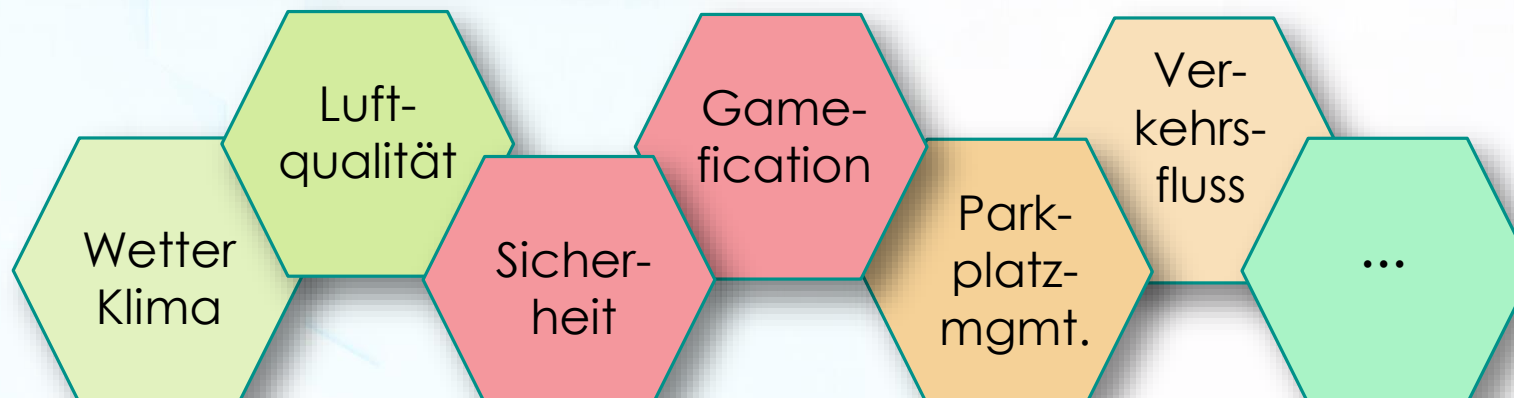 Wetter
Klima
Luft-
qualität
Sicher-
heit
Game-
fication
Park-
platz-
mgmt.
Ver-
kehrs-
fluss
...